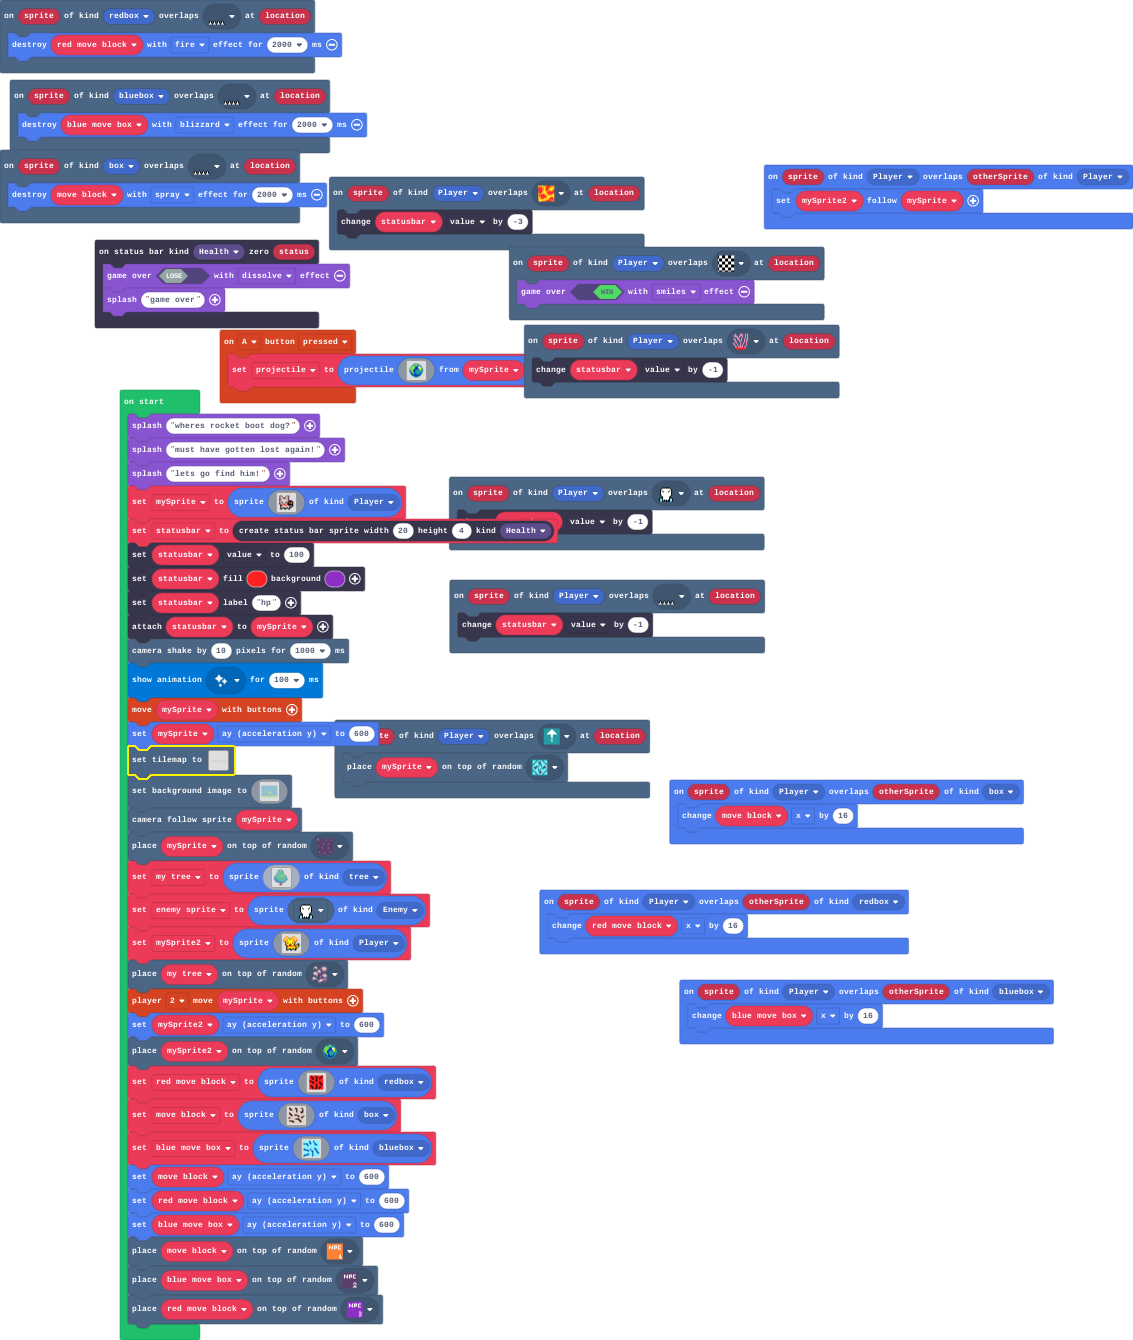 on sprite of kind redbox overlaps at location
destroy red move block with fire effect for 2000 ms
on sprite of kind bluebox overlaps at location
destroy blue move box with blizzard effect for 2000 ms
on sprite of kind box overlaps at location
destroy move block with spray effect for 2000 ms
on sprite of kind Player overlaps at location
change statusbar value by -3
on sprite of kind Player overlaps otherSprite of kind Player
set mySprite2 follow mySprite
on status bar kind Health zero status
game over LOSE with dissolve effect
splash "game over"
on sprite of kind Player overlaps at location
game over WIN with smiles effect
on A button pressed
set projectile to projectile from mySprite
on sprite of kind Player overlaps at location
change statusbar value by -1
on start
splash "wheres rocket boot dog?"
splash "must have gotten lost again!"
splash "lets go find him!"
set mySprite to sprite of kind Player
set statusbar to create status bar sprite width 20 height 4 kind Health
set statusbar value to 100
set statusbar fill background
set statusbar label "hp"
attach statusbar to mySprite
camera shake by 10 pixels for 1000 ms
show animation for 100 ms
move mySprite with buttons
set mySprite ay (acceleration y) to 600
set tilemap to
set background image to
camera follow sprite mySprite
place mySprite on top of random
set my tree to sprite of kind tree
set enemy sprite to sprite of kind Enemy
set mySprite2 to sprite of kind Player
place my tree on top of random
player 2 move mySprite with buttons
set mySprite2 ay (acceleration y) to 600
place mySprite2 on top of random
set red move block to sprite of kind redbox
set move block to sprite of kind box
set blue move box to sprite of kind bluebox
set move block ay (acceleration y) to 600
set red move block ay (acceleration y) to 600
set blue move box ay (acceleration y) to 600
place move block on top of random NPC
place blue move box on top of random NPC 2
place red move block on top of random NPC
on sprite of kind Player overlaps at location
value by -1
on sprite of kind Player overlaps at location
change statusbar value by -1
of kind Player overlaps at location
place mySprite on top of random
on sprite of kind Player overlaps otherSprite of kind box
change move block x by 16
on sprite of kind Player overlaps otherSprite of kind redbox
change red move block x by 16
on sprite of kind Player overlaps otherSprite of kind bluebox
change blue move box x by 16